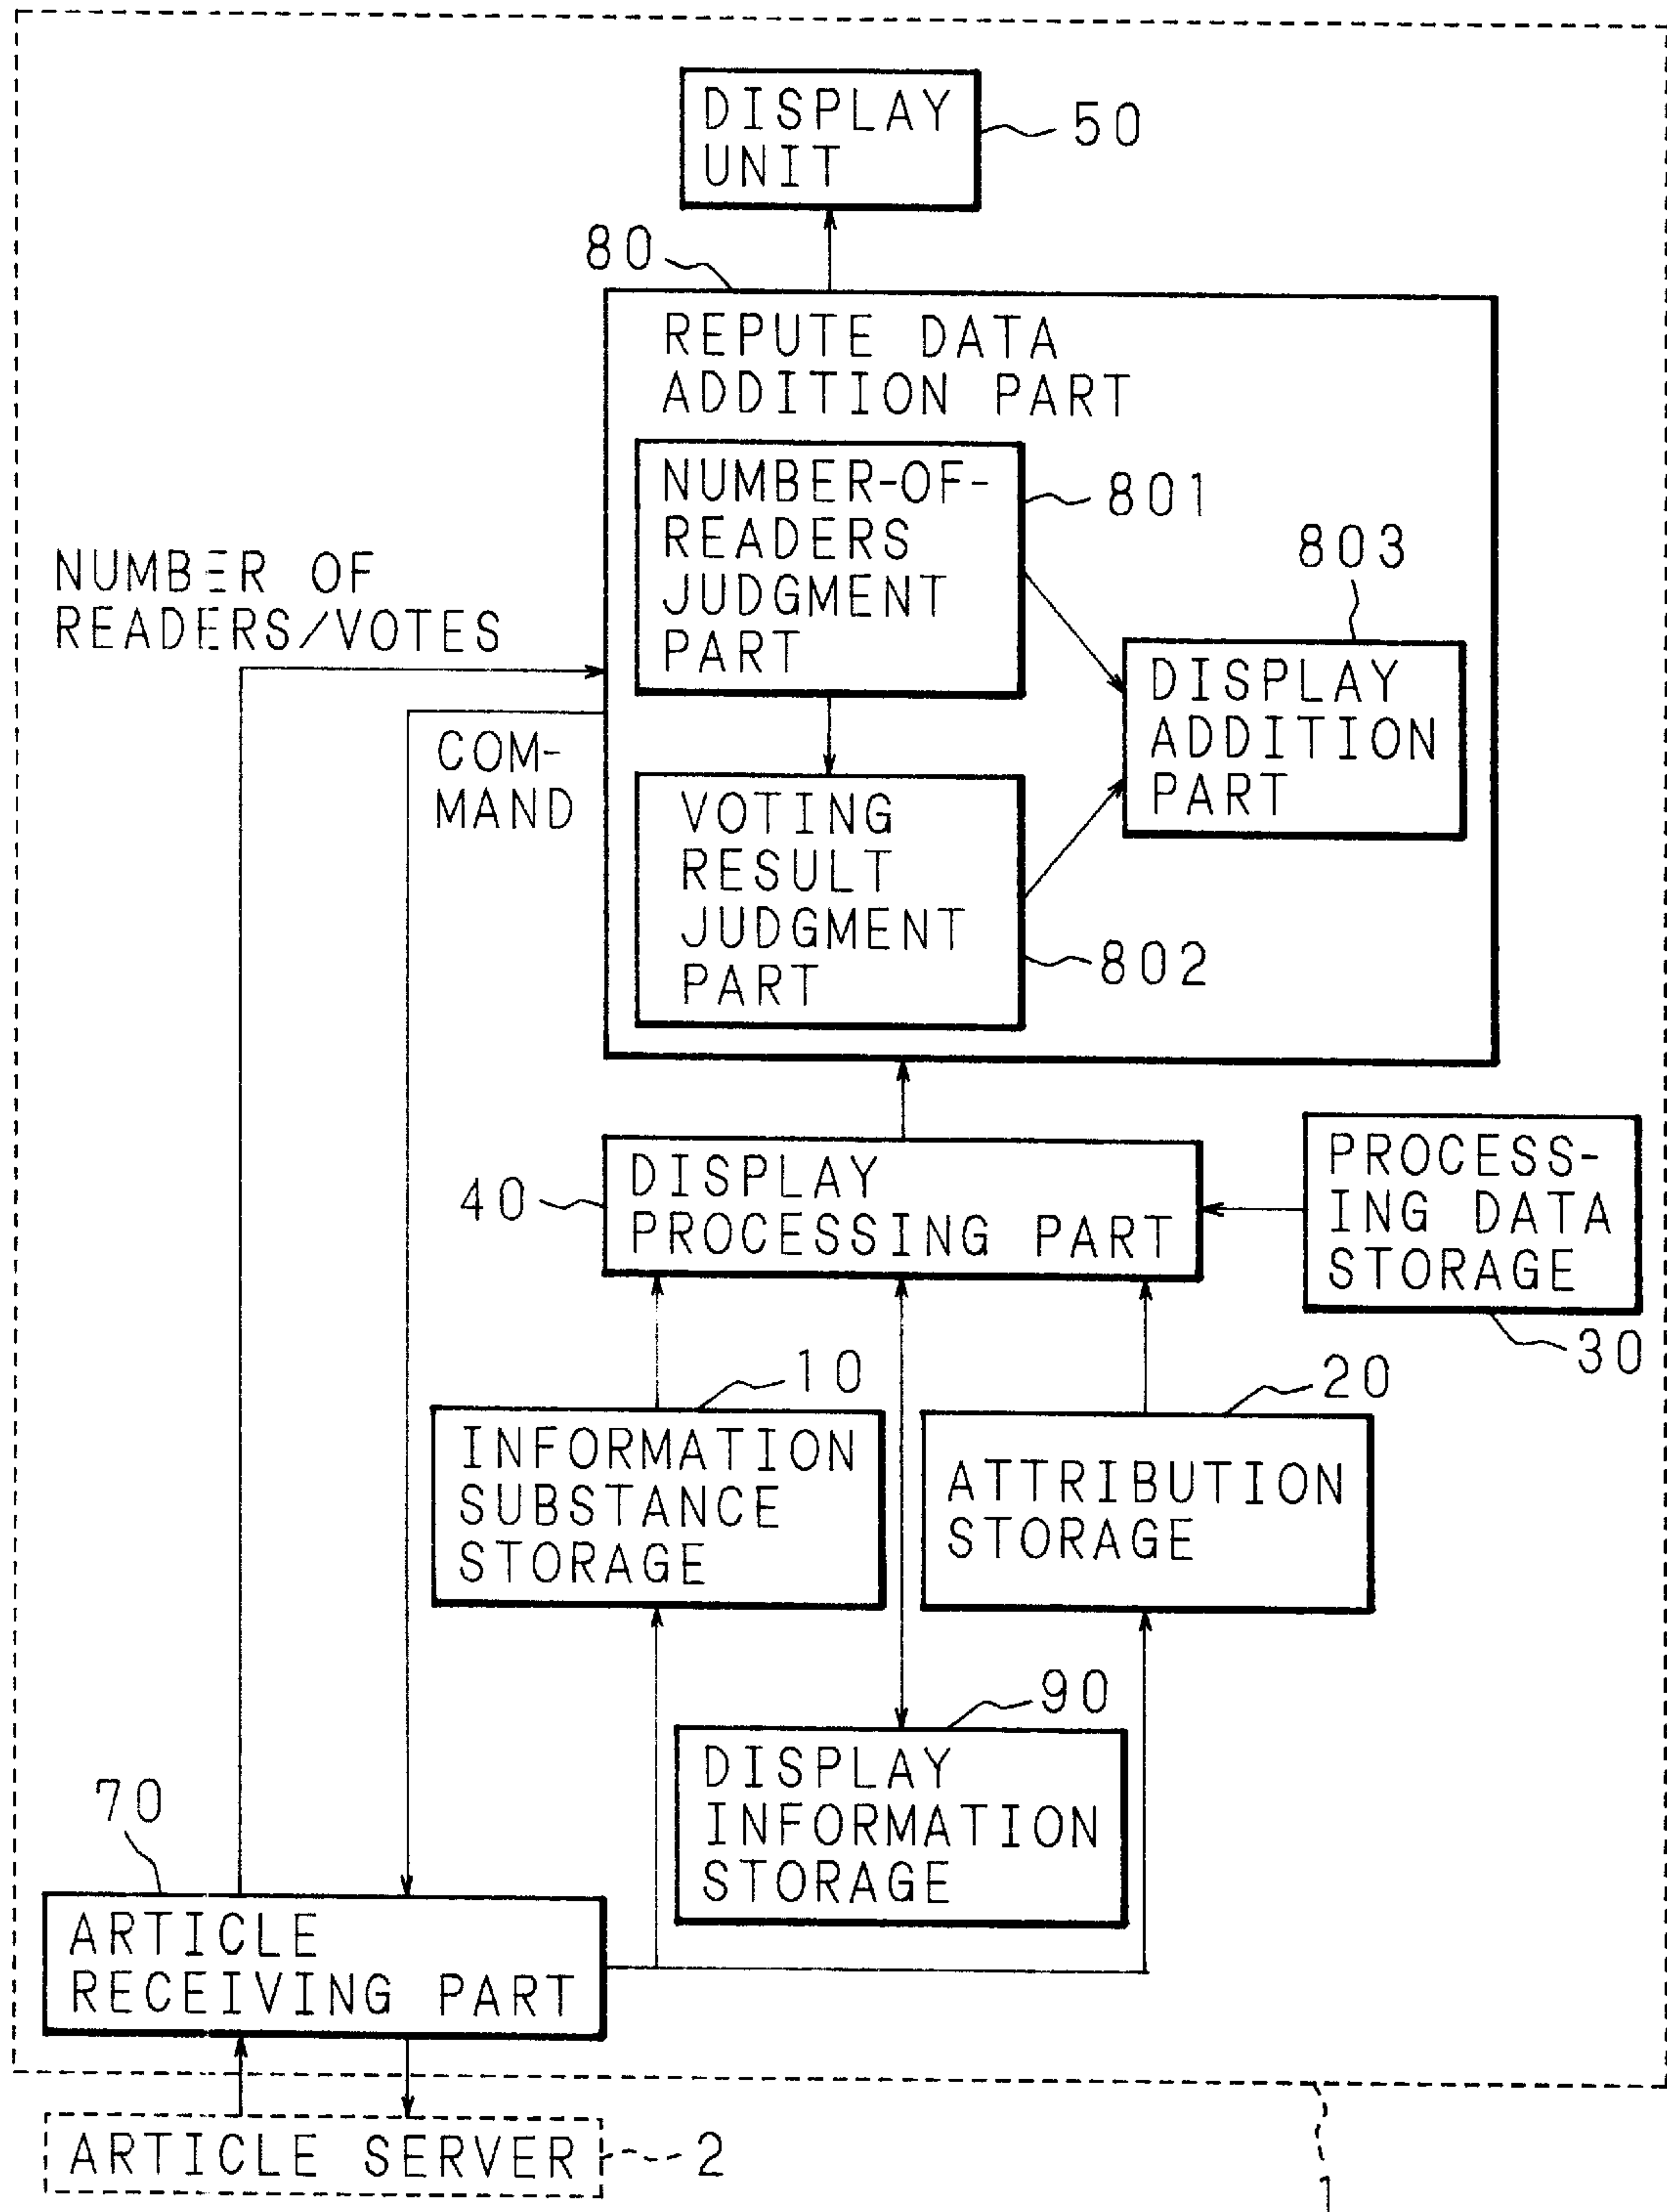 DISPLAY
UNIT
50
80
REPUTE DATA
ADDITION PART
NUMBER-OF-
READERS
JUDGMENT
PART
801
803
NUMBER OF
READERS/VOTES
DISPLAY
ADDITION
PART
COM-
MAND
VOTING
RESULT
JUDGMENT
PART
802
40
DISPLAY
PROCESSING PART
PROCESS-
ING DATA
STORAGE
30
10
20
INFORMATION
SUBSTANCE
STORAGE
ATTRIBUTION
STORAGE
90
DISPLAY
INFORMATION
STORAGE
70
ARTICLE
RECEIVING PART
ARTICLE SERVER
2
1